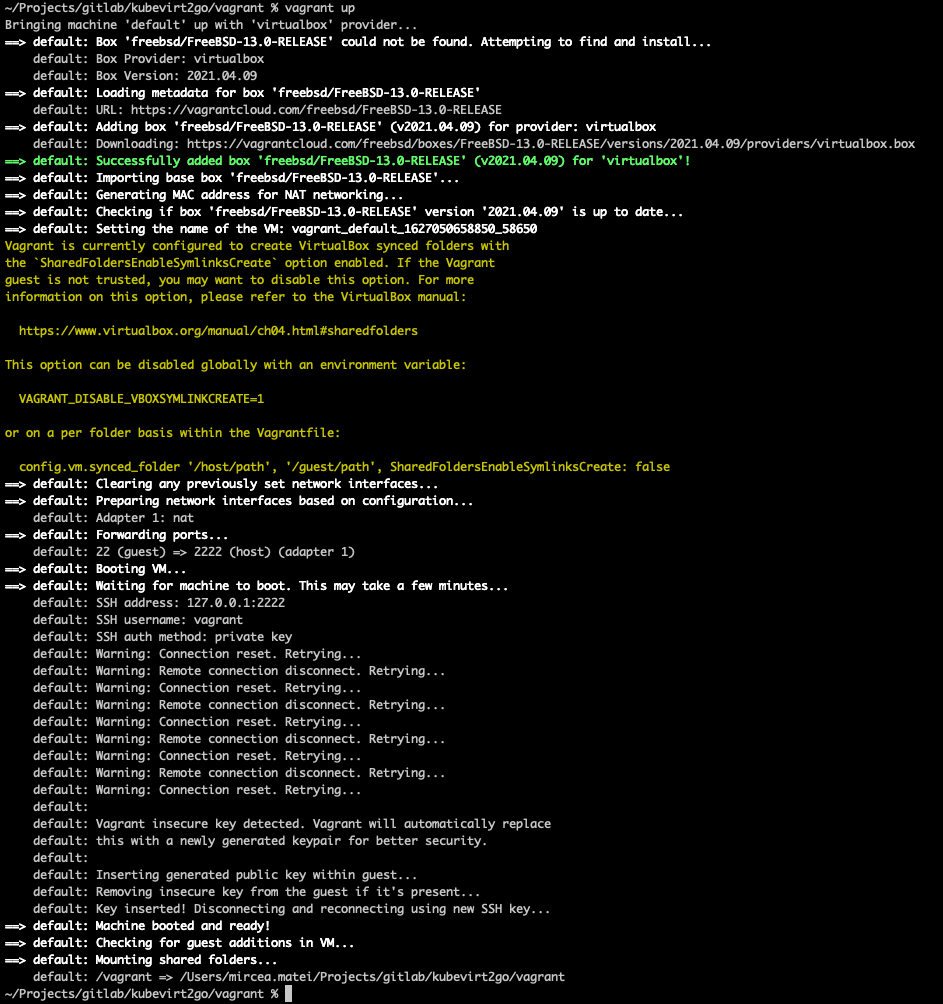 ~/Projects/gitlab/kubevirt2go/vagrant % vagrant up
Bringing machine 'default' up with 'virtualbox' provider...
==> default: Box 'freebsd/FreeBSD-13.0-RELEASE' could not be found. Attempting to find and install...
    default: Box Provider: virtualbox
    default: Box Version: 2021.04.09
==> default: Loading metadata for box 'freebsd/FreeBSD-13.0-RELEASE'
    default: URL: https://vagrantcloud.com/freebsd/FreeBSD-13.0-RELEASE
==> default: Adding box 'freebsd/FreeBSD-13.0-RELEASE' (v2021.04.09) for provider: virtualbox
    default: Downloading: https://vagrantcloud.com/freebsd/boxes/FreeBSD-13.0-RELEASE/versions/2021.04.09/providers/virtualbox.box
==> default: Successfully added box 'freebsd/FreeBSD-13.0-RELEASE' (v2021.04.09) for 'virtualbox'!
==> default: Importing base box 'freebsd/FreeBSD-13.0-RELEASE'...
==> default: Generating MAC address for NAT networking...
==> default: Checking if box 'freebsd/FreeBSD-13.0-RELEASE' version '2021.04.09' is up to date...
==> default: Setting the name of the VM: vagrant_default_1627050658850_58650
Vagrant is currently configured to create VirtualBox synced folders with
the `SharedFoldersEnableSymlinksCreate` option enabled. If the Vagrant
guest is not trusted, you may want to disable this option. For more
information on this option, please refer to the VirtualBox manual:
  https://www.virtualbox.org/manual/ch04.html#sharedfolders
This option can be disabled globally with an environment variable:
  VAGRANT_DISABLE_VBOXSYMLINKCREATE=1
or on a per folder basis within the Vagrantfile:
  config.vm.synced_folder '/host/path', '/guest/path', SharedFoldersEnableSymlinksCreate: false
==> default: Clearing any previously set network interfaces...
==> default: Preparing network interfaces based on configuration...
    default: Adapter 1: nat
==> default: Forwarding ports...
    default: 22 (guest) => 2222 (host) (adapter 1)
==> default: Booting VM...
==> default: Waiting for machine to boot. This may take a few minutes...
    default: SSH address: 127.0.0.1:2222
    default: SSH username: vagrant
    default: SSH auth method: private key
    default: Warning: Connection reset. Retrying...
    default: Warning: Remote connection disconnect. Retrying...
    default: Warning: Connection reset. Retrying...
    default: Warning: Remote connection disconnect. Retrying...
    default: Warning: Connection reset. Retrying...
    default: Warning: Remote connection disconnect. Retrying...
    default: Warning: Connection reset. Retrying...
    default: Warning: Remote connection disconnect. Retrying...
    default: Warning: Connection reset. Retrying...
    default:
    default: Vagrant insecure key detected. Vagrant will automatically replace
    default: this with a newly generated keypair for better security.
    default:
    default: Inserting generated public key within guest...
    default: Removing insecure key from the guest if it's present...
    default: Key inserted! Disconnecting and reconnecting using new SSH key...
==> default: Machine booted and ready!
==> default: Checking for guest additions in VM...
==> default: Mounting shared folders...
    default: /vagrant => /Users/mircea.matei/Projects/gitlab/kubevirt2go/vagrant
~/Projects/gitlab/kubevirt2go/vagrant %